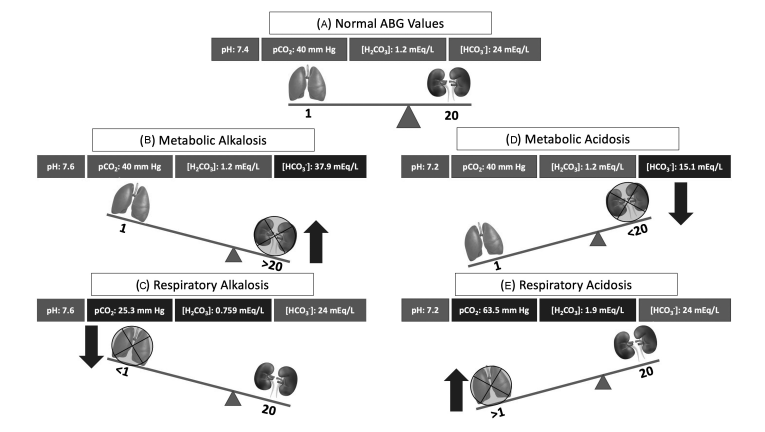 (A) Normal ABG Values
pH: 7.4 pCO₂: 40 mm Hg [H₂CO₃]: 1.2 mEq/L [HCO₃⁻]: 24 mEq/L
1 20
(B) Metabolic Alkalosis
pH: 7.6 pCO₂: 40 mm Hg [H₂CO₃]: 1.2 mEq/L [HCO₃⁻]: 37.9 mEq/L
1 >20
(D) Metabolic Acidosis
pH: 7.2 pCO₂: 40 mm Hg [H₂CO₃]: 1.2 mEq/L [HCO₃⁻]: 15.1 mEq/L
1 <20
(C) Respiratory Alkalosis
pH: 7.6 pCO₂: 25.3 mm Hg [H₂CO₃]: 0.759 mEq/L [HCO₃⁻]: 24 mEq/L
<1 20
(E) Respiratory Acidosis
pH: 7.2 pCO₂: 63.5 mm Hg [H₂CO₃]: 1.9 mEq/L [HCO₃⁻]: 24 mEq/L
>1 20